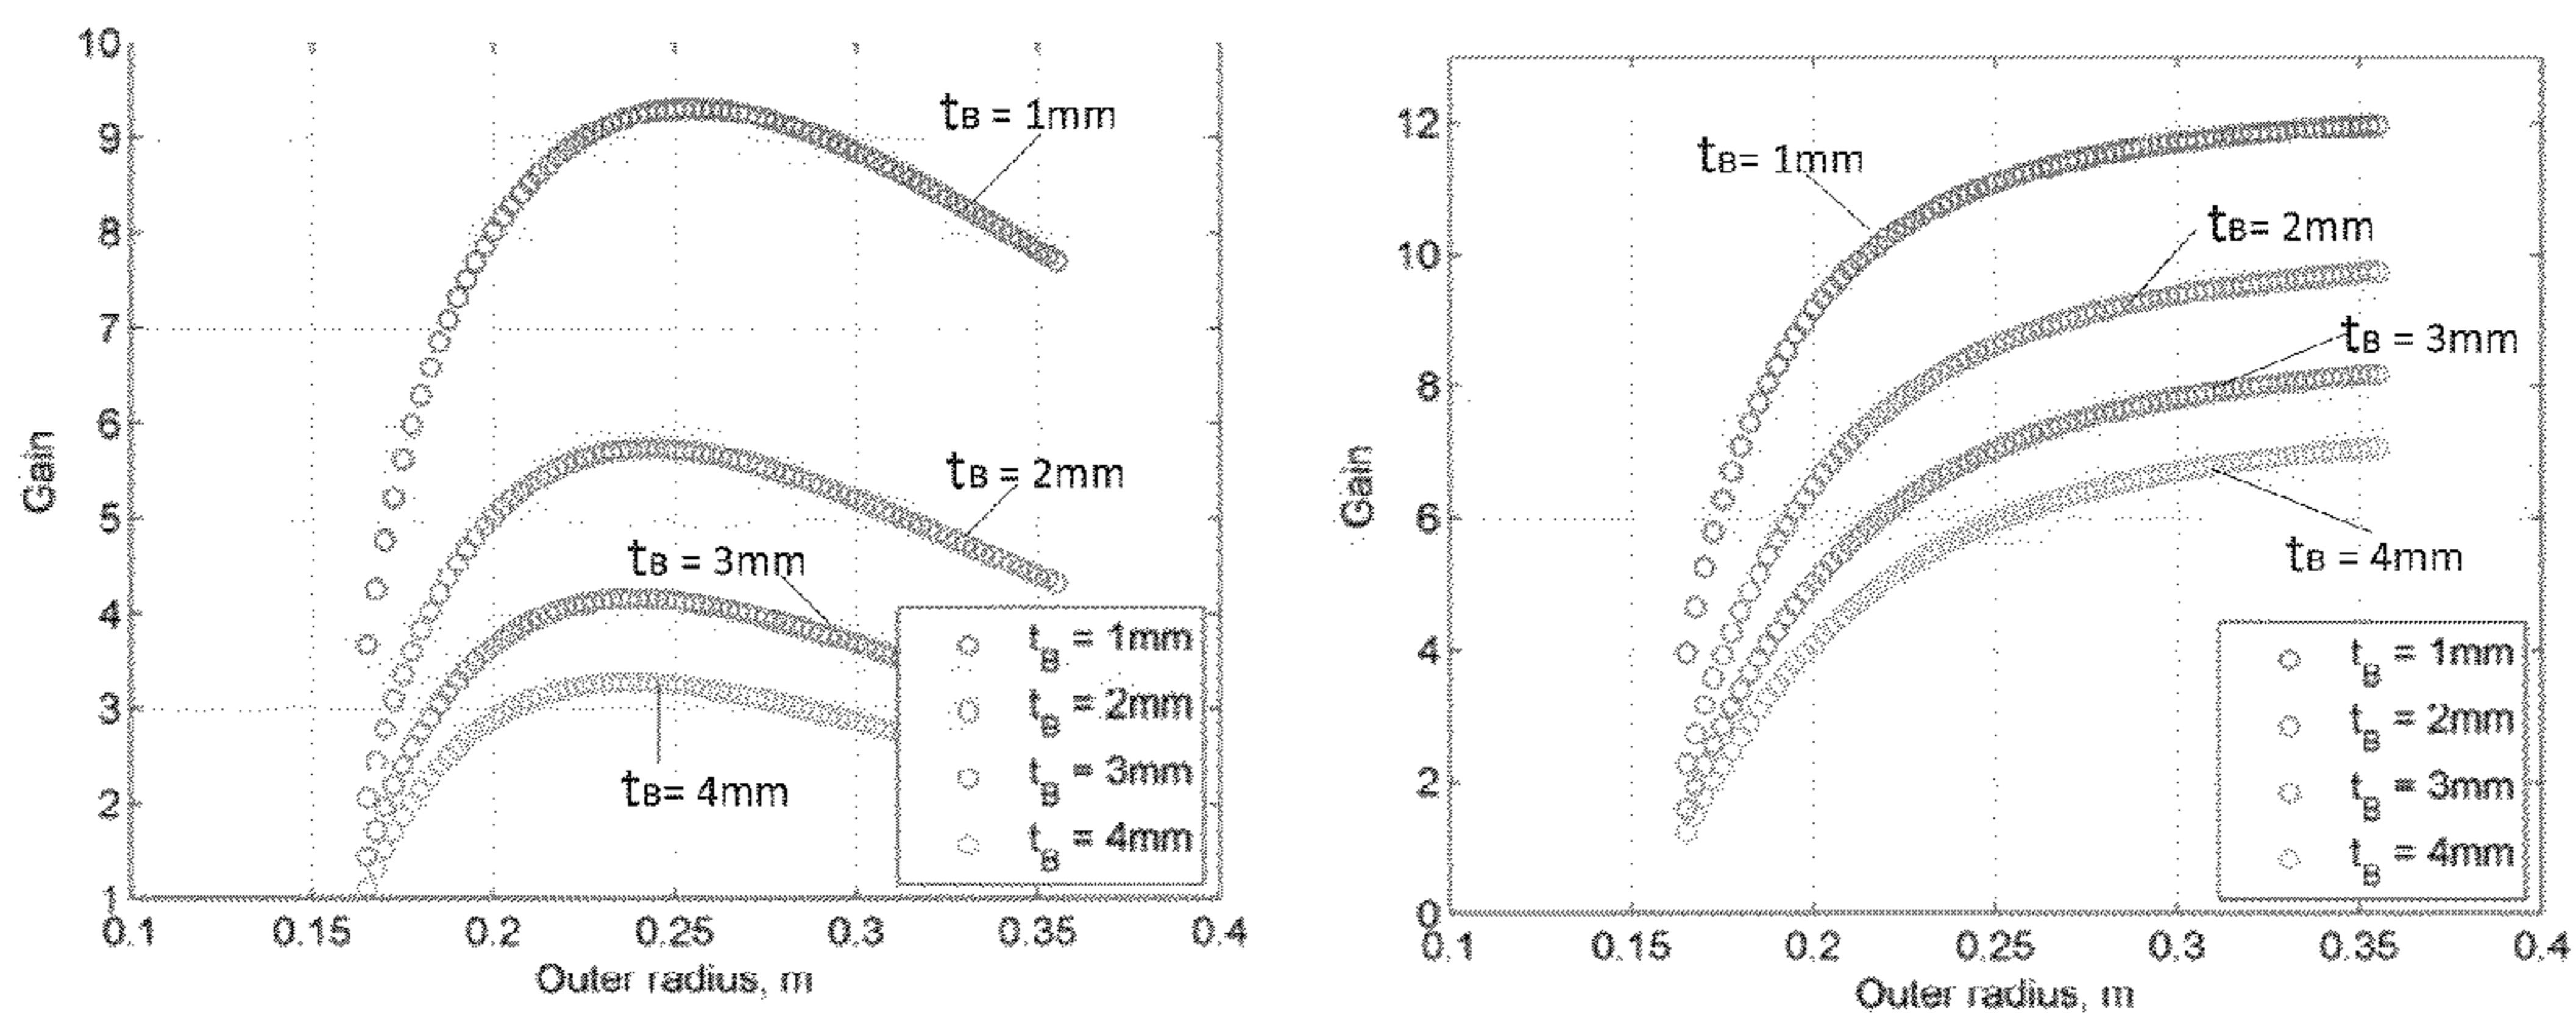 10
9
8
7
6
5
4
3
2
1
Gain
tB = 1mm
tB = 2mm
tB = 3mm
tB= 4mm
tB = 1mm
tB = 2mm
tB = 3mm
tB = 4mm
0.1 0.15 0.2 0.25 0.3 0.35 0.4
Outer radius, m
12
10
8
6
4
2
0
Gain
tB= 1mm
tB= 2mm
tB = 3mm
tB = 4mm
tB = 1mm
tB = 2mm
tB = 3mm
tB = 4mm
0.1 0.15 0.2 0.25 0.3 0.35 0.4
Outer radius, m